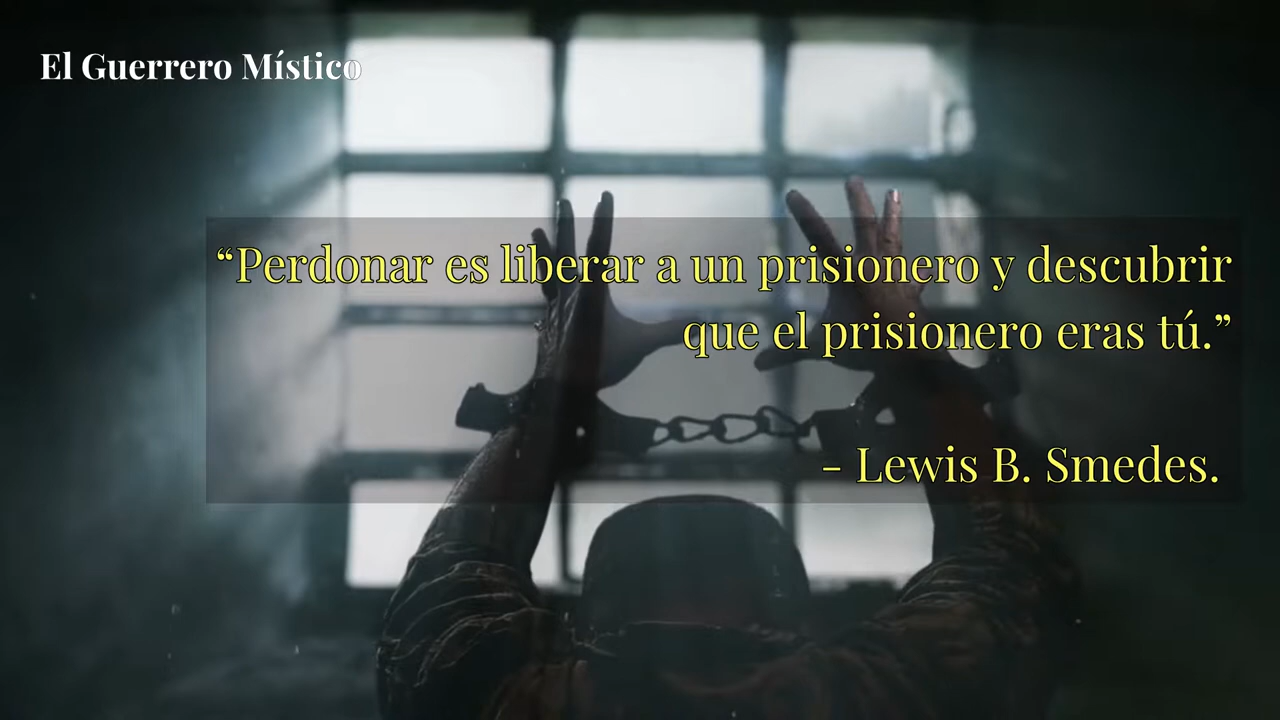 El Guerrero Místico
“Perdonar es liberar a un prisionero y descubrir
que el prisionero eras tú.”
- Lewis B. Smedes.